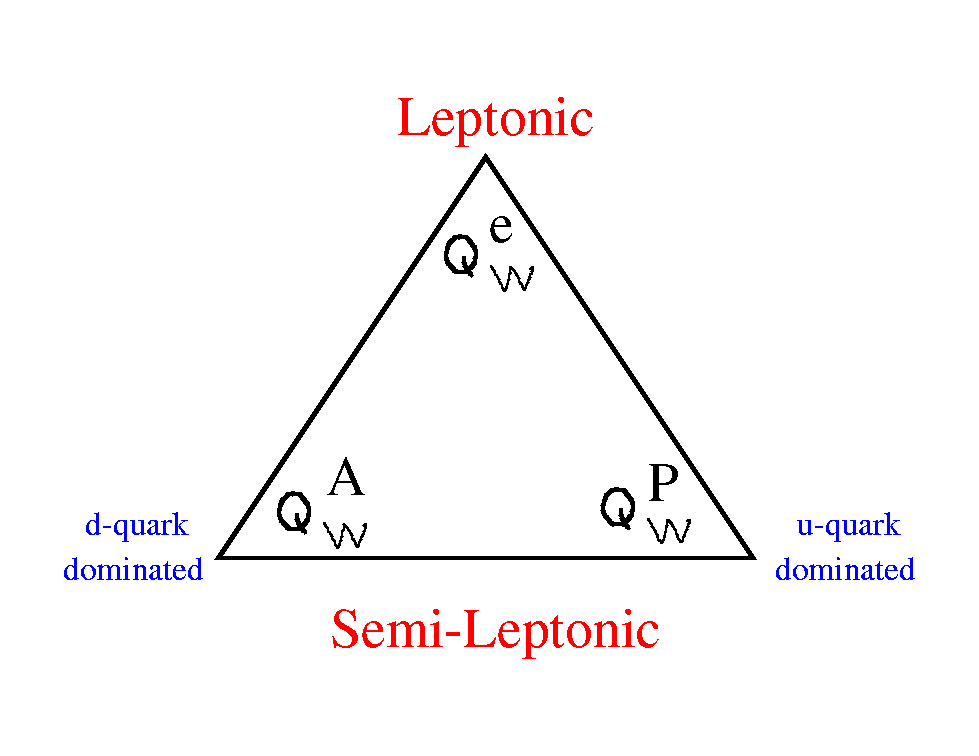 Leptonic
Q e W
Q A W
Q P W
d-quark
dominated
u-quark
dominated
Semi-Leptonic